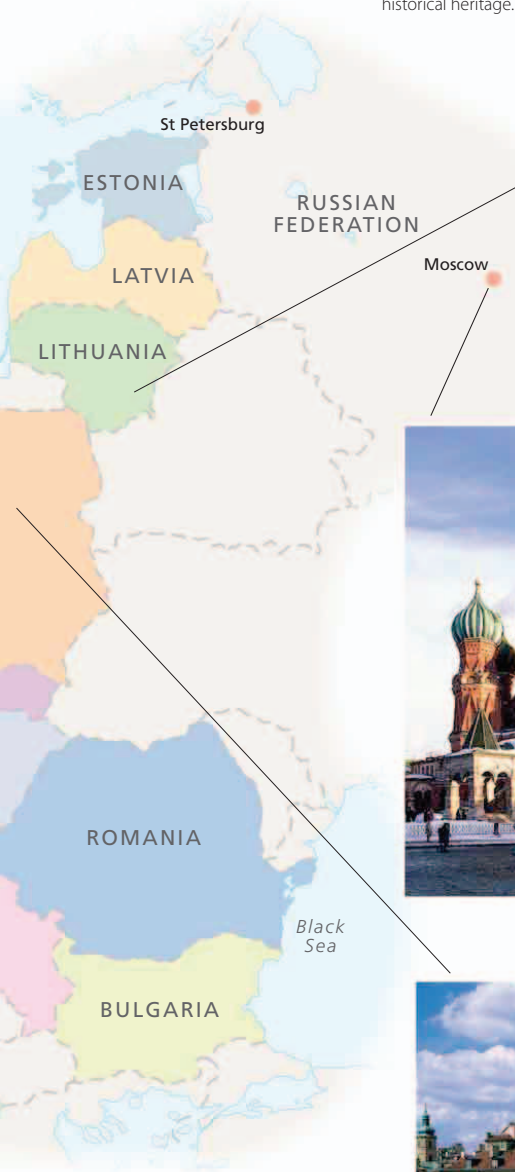 historical heritage.
St Petersburg
ESTONIA
RUSSIAN
FEDERATION
LATVIA
Moscow
LITHUANIA
ROMANIA
Black
Sea
BULGARIA